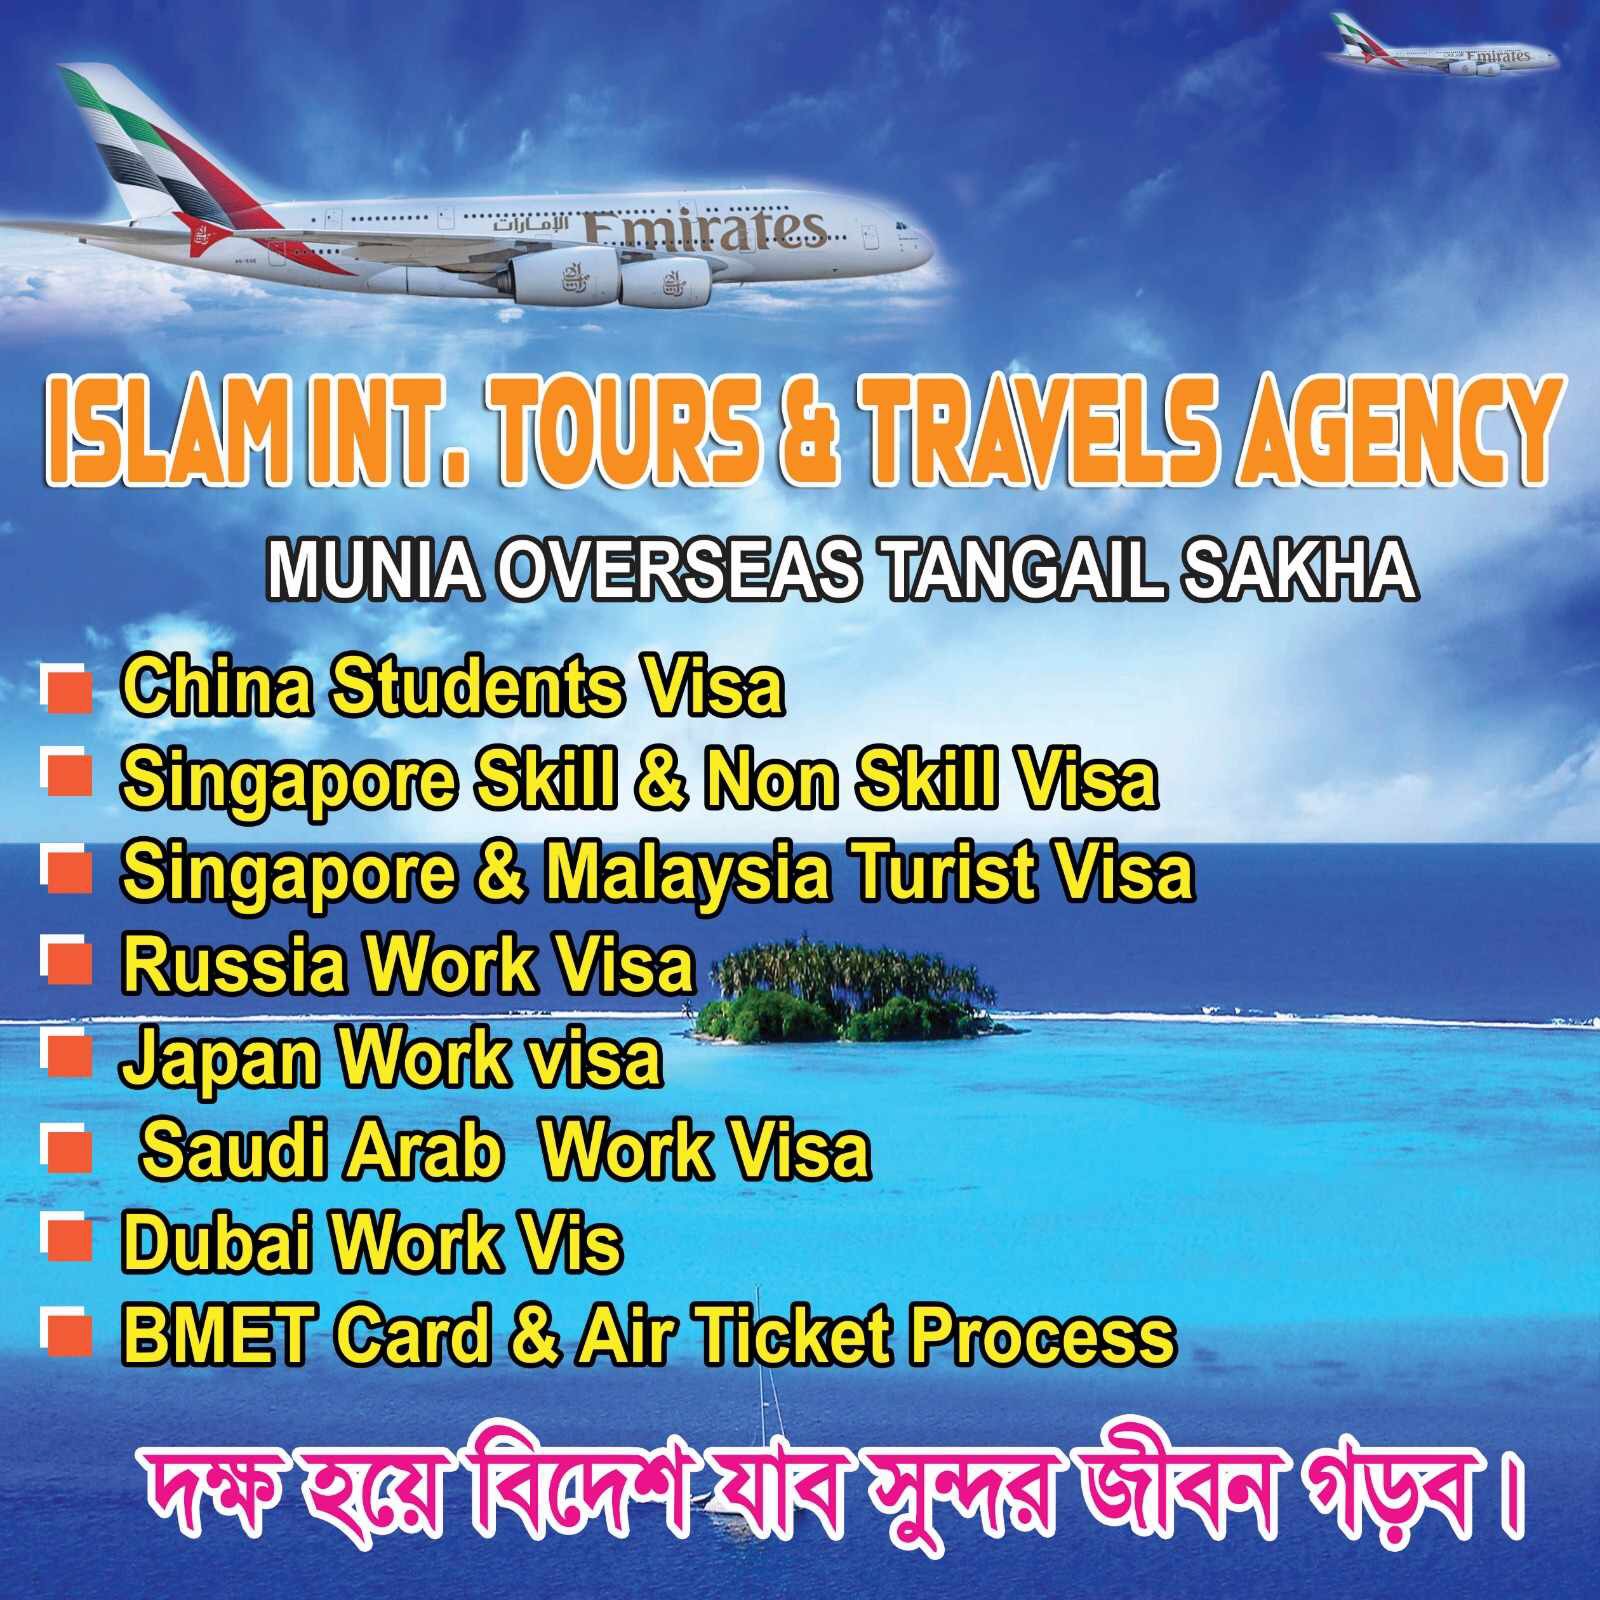 Emirates
الإمارات Emirates
ISLAM INT. TOURS & TRAVELS AGENCY
MUNIA OVERSEAS TANGAIL SAKHA
China Students Visa
Singapore Skill & Non Skill Visa
Singapore & Malaysia Turist Visa
Russia Work Visa
Japan Work visa
Saudi Arab Work Visa
Dubai Work Vis
BMET Card & Air Ticket Process
দক্ষ হয়ে বিদেশ যাব সুন্দর জীবন গড়ব।